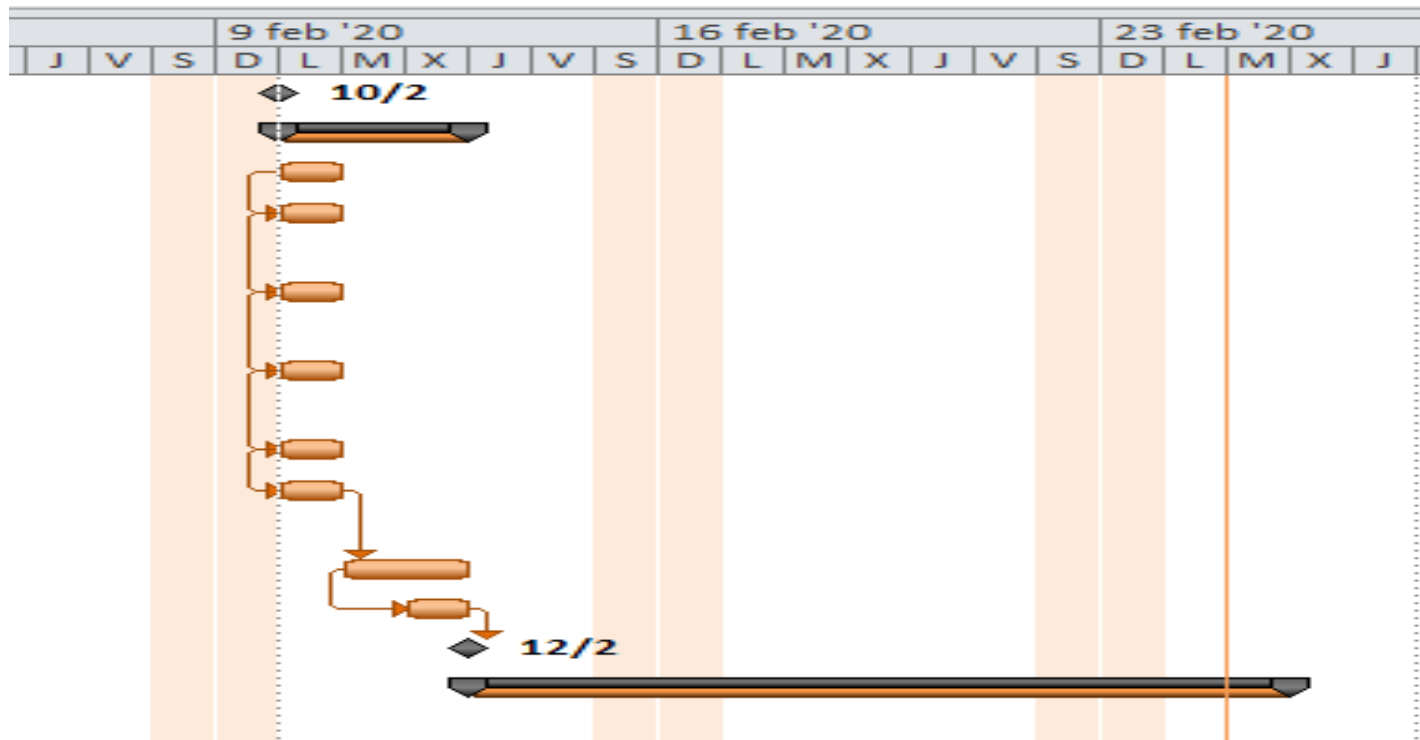 9 feb '20 16 feb '20 23 feb '20
J V S D L M X J V S D L M X J V S D L M X J
10/2
12/2